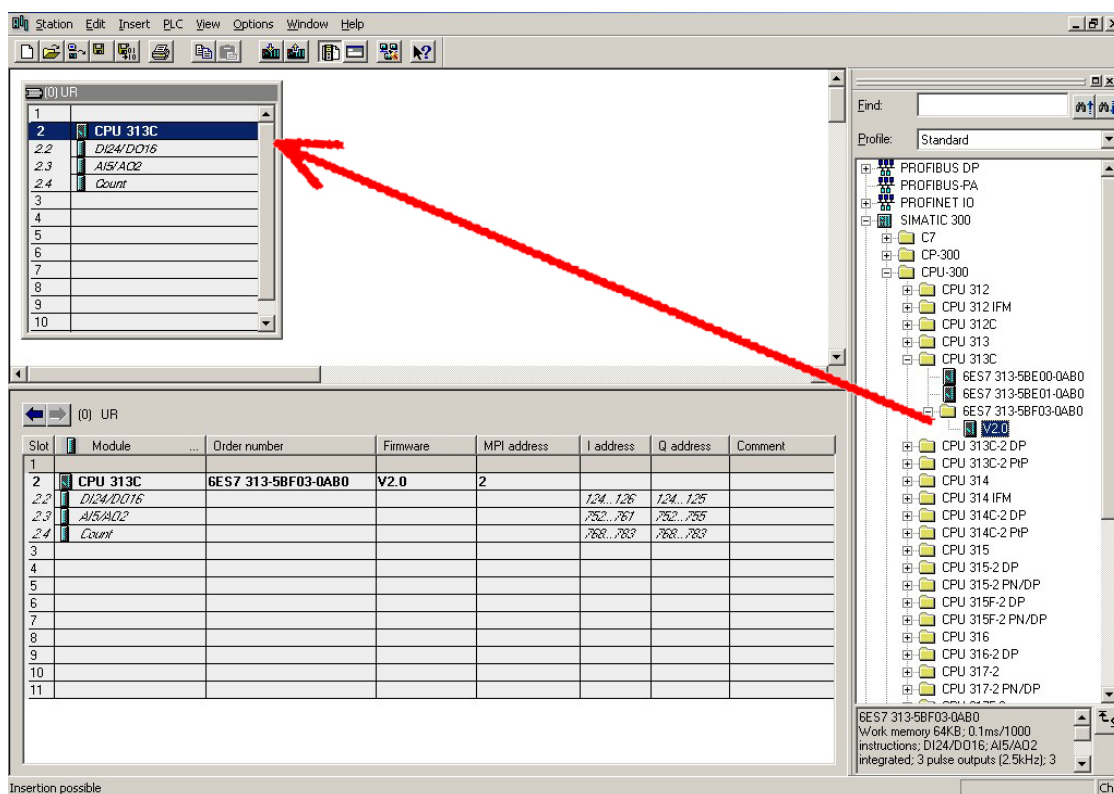 Station Edit Insert PLC View Options Window Help
(0) UR
1
2 CPU 313C
2.2 DI24/DO16
2.3 AI5/AO2
2.4 Count
3
4
5
6
7
8
9
10
(0) UR
Slot Module ... Order number Firmware MPI address I address Q address Comment
1
2 CPU 313C 6ES7 313-5BF03-0AB0 V2.0 2
2.2 DI24/DO16 124...126 124...125
2.3 AI5/AO2 752...761 752...755
2.4 Count 768...783 768...783
3
4
5
6
7
8
9
10
11
Find:
Profile: Standard
PROFIBUS DP
PROFIBUS-PA
PROFINET IO
SIMATIC 300
C7
CP-300
CPU-300
CPU 312
CPU 312 IFM
CPU 312C
CPU 313
CPU 313C
6ES7 313-5BE00-0AB0
6ES7 313-5BE01-0AB0
6ES7 313-5BF03-0AB0
V2.0
CPU 313C-2 DP
CPU 313C-2 PtP
CPU 314
CPU 314 IFM
CPU 314C-2 DP
CPU 314C-2 PtP
CPU 315
CPU 315-2 DP
CPU 315-2 PN/DP
CPU 315F-2 DP
CPU 315F-2 PN/DP
CPU 316
CPU 316-2 DP
CPU 317-2
CPU 317-2 PN/DP
6ES7 313-5BF03-0AB0
Work memory 64KB; 0.1ms/1000
instructions; DI24/DO16; AI5/AO2
integrated; 3 pulse outputs (2.5kHz); 3
Insertion possible
Ch